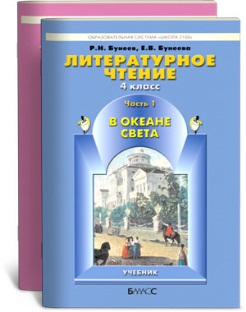 ОБРАЗОВАТЕЛЬНАЯ СИСТЕМА «ШКОЛА 2100»
Р.Н. Бунеев, Е.В. Бунеева
ЛИТЕРАТУРНОЕ
ЧТЕНИЕ
4 класс
Часть 1
В ОКЕАНЕ
СВЕТА
УЧЕБНИК
БАЛАСС